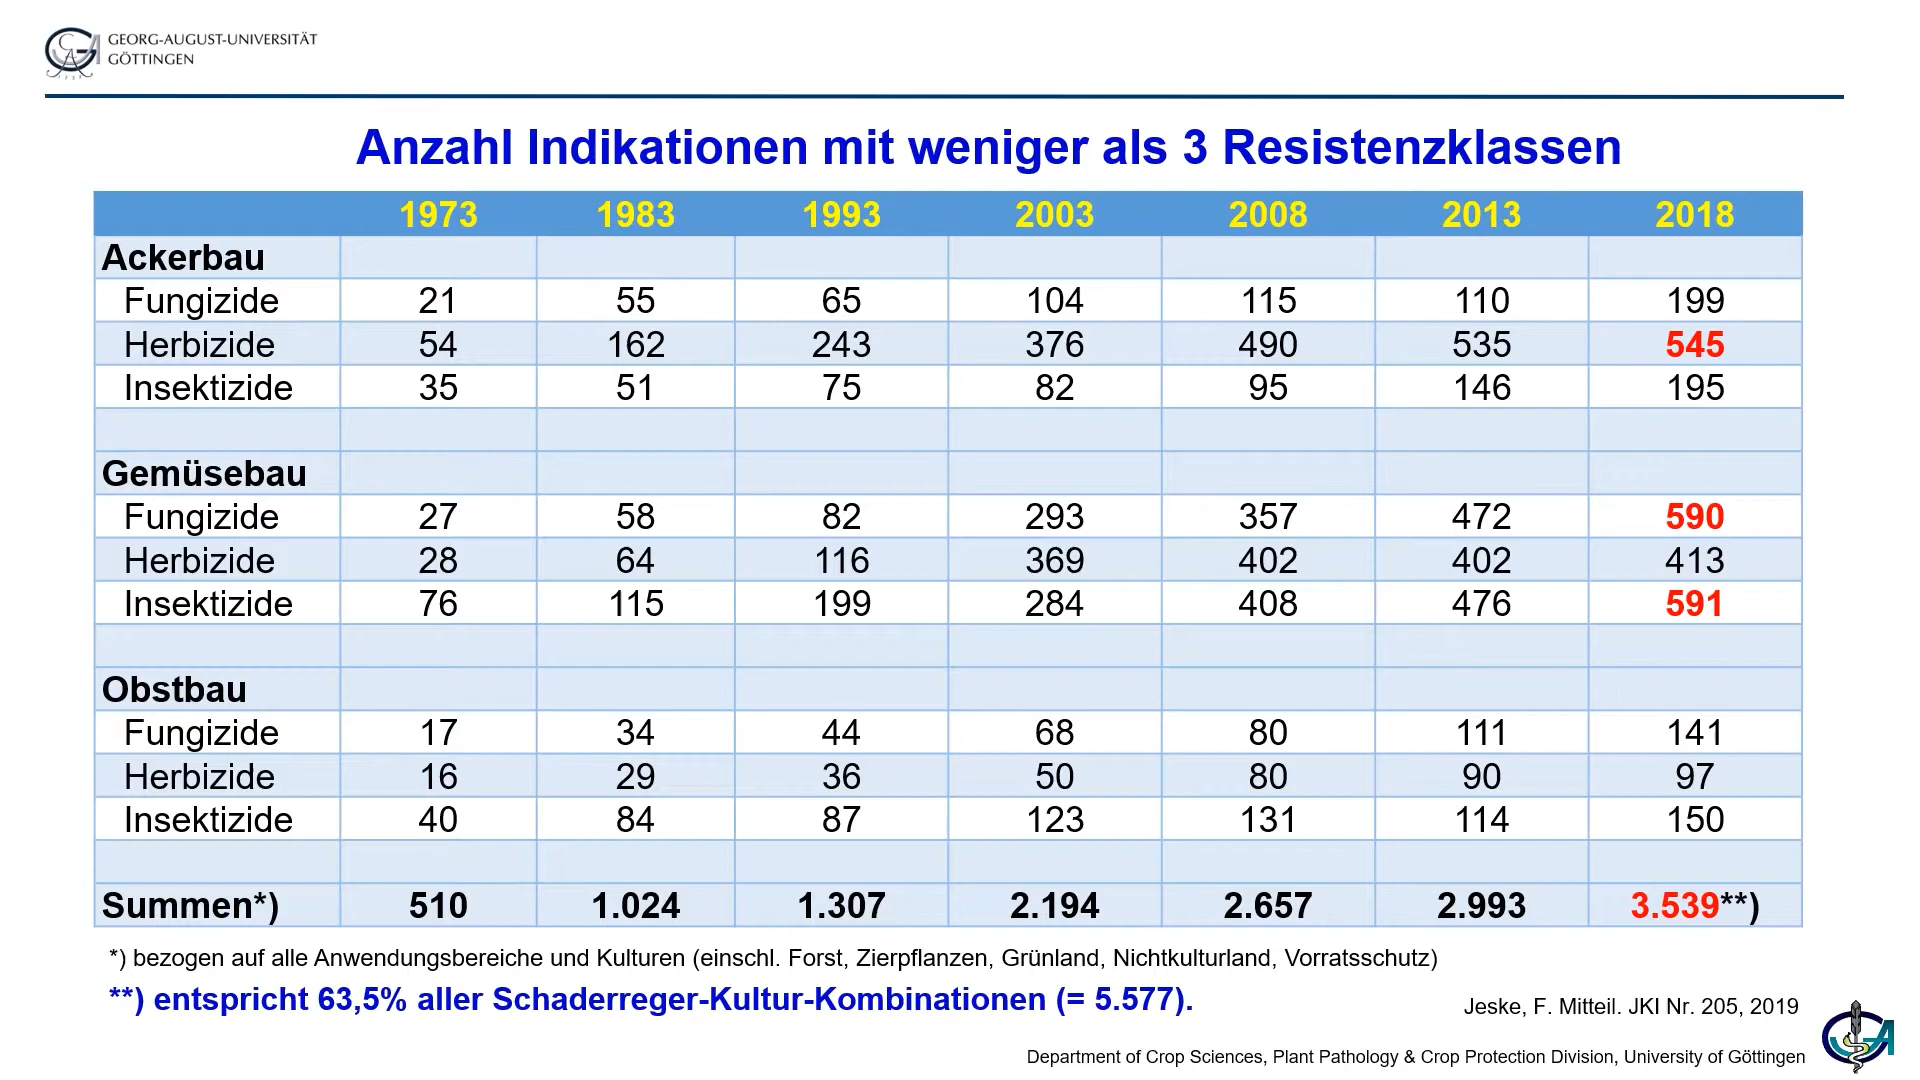 GEORG-AUGUST-UNIVERSITÄT
GÖTTINGEN
Anzahl Indikationen mit weniger als 3 Resistenzklassen
1973 1983 1993 2003 2008 2013 2018
Ackerbau
Fungizide 21 55 65 104 115 110 199
Herbizide 54 162 243 376 490 535 545
Insektizide 35 51 75 82 95 146 195
Gemüsebau
Fungizide 27 58 82 293 357 472 590
Herbizide 28 64 116 369 402 402 413
Insektizide 76 115 199 284 408 476 591
Obstbau
Fungizide 17 34 44 68 80 111 141
Herbizide 16 29 36 50 80 90 97
Insektizide 40 84 87 123 131 114 150
Summen*) 510 1.024 1.307 2.194 2.657 2.993 3.539**)
*) bezogen auf alle Anwendungsbereiche und Kulturen (einschl. Forst, Zierpflanzen, Grünland, Nichtkulturland, Vorratsschutz)
**) entspricht 63,5% aller Schaderreger-Kultur-Kombinationen (= 5.577).
Jeske, F. Mitteil. JKI Nr. 205, 2019
Department of Crop Sciences, Plant Pathology & Crop Protection Division, University of Göttingen